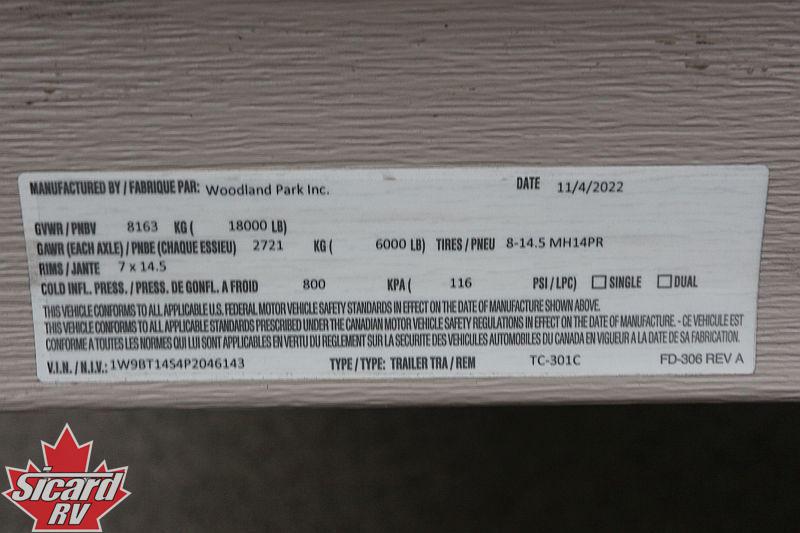 MANUFACTURED BY / FABRIQUE PAR: Woodland Park Inc. DATE 11/4/2022
GVWR / PNBV 8163 KG ( 18000 LB)
GAWR (EACH AXLE) / PNBE (CHAQUE ESSIEU) 2721 KG ( 6000 LB) TIRES / PNEU 8-14.5 MH14PR
RIMS / JANTE 7 x 14.5
COLD INFL. PRESS. / PRESS. DE GONFL. A FROID 800 KPA ( 116 PSI / LPC) SINGLE DUAL
THIS VEHICLE CONFORMS TO ALL APPLICABLE U.S. FEDERAL MOTOR VEHICLE SAFETY STANDARDS IN EFFECT ON THE DATE OF MANUFACTURE SHOWN ABOVE.
THIS VEHICLE CONFORMS TO ALL APPLICABLE STANDARDS PRESCRIBED UNDER THE CANADIAN MOTOR VEHICLE SAFETY REGULATIONS IN EFFECT ON THE DATE OF MANUFACTURE. - CE VEHICULE EST
CONFORME A TOUTES LES NORMES QUI LUI SONT APPLICABLES EN VERTU DU REGLEMENT SUR LA SECURITE DES VEHICULES AUTOMOBILES DU CANADA EN VIGUEUR A LA DATE DE SA FABRICATION.
V.I.N. / N.I.V.: 1W9BT14S4P2046143 TYPE / TYPE: TRAILER TRA / REM TC-301C FD-306 REV A
Sicard
RV